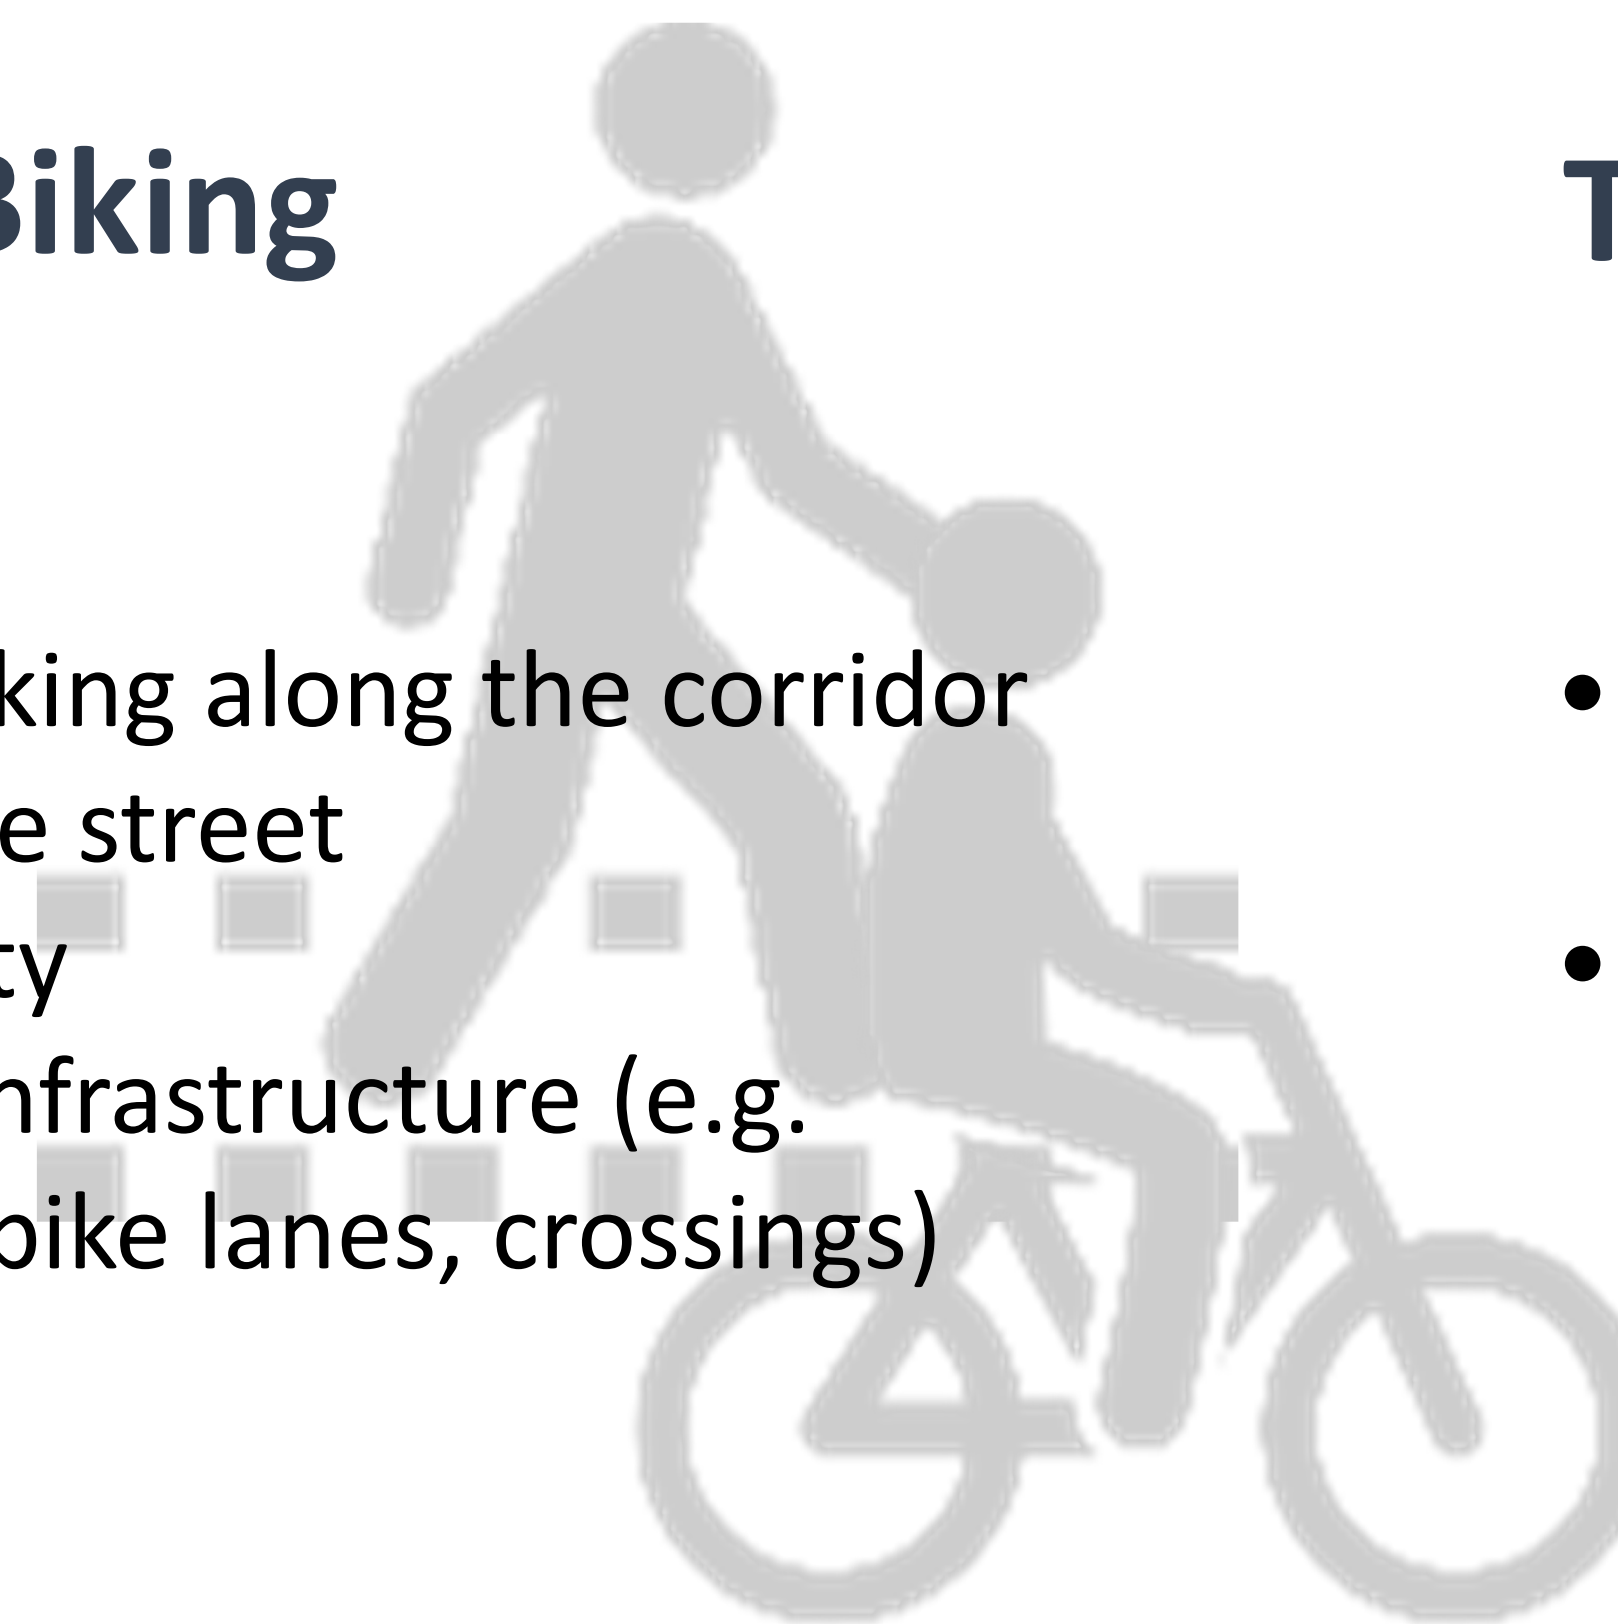 Biking
king along the corridor
e street
ty
nfrastructure (e.g.
bike lanes, crossings)
T
•
•